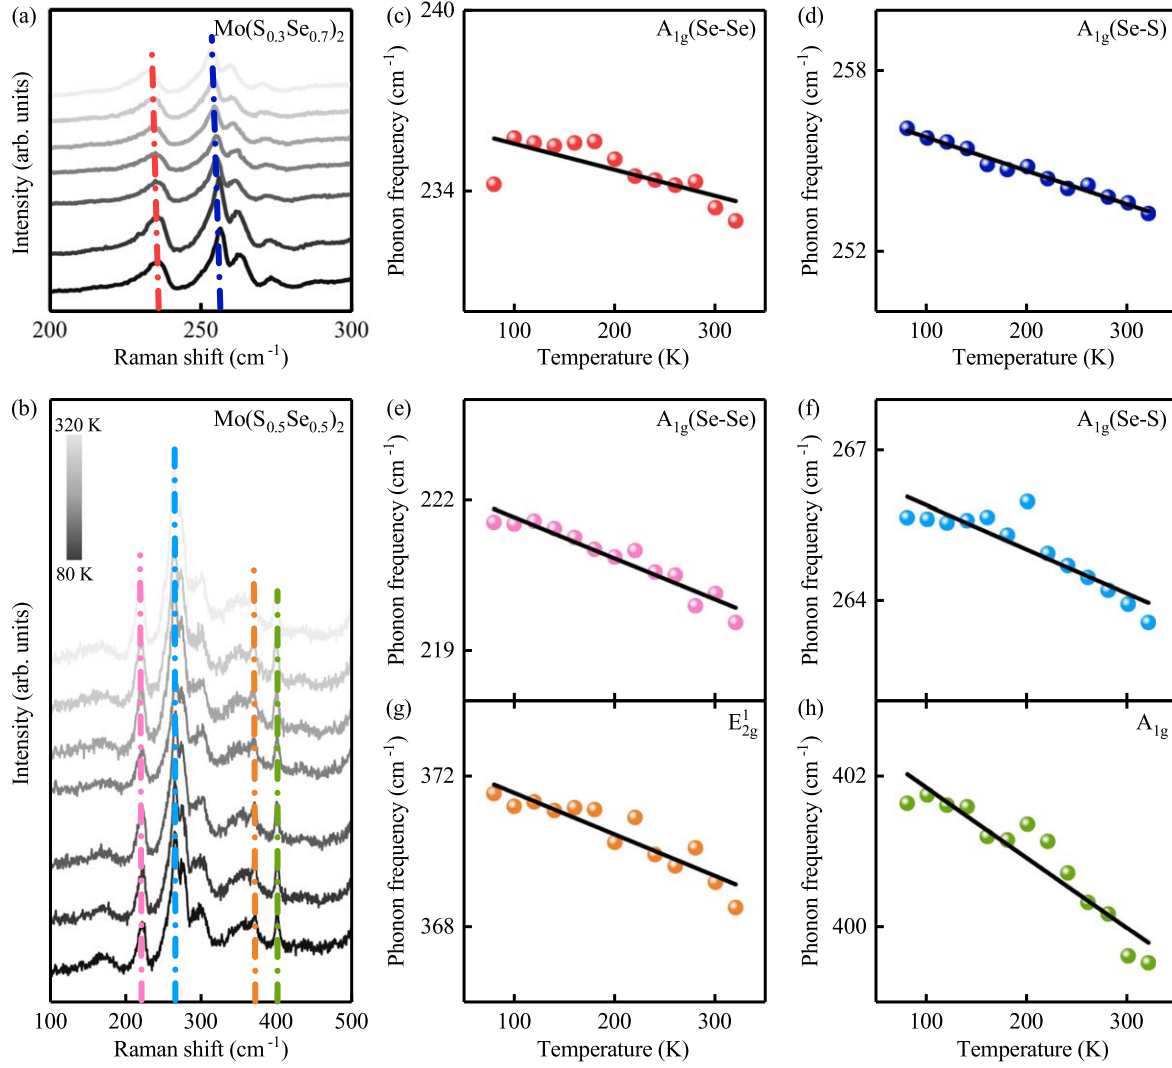 (a)
Mo(S0.3Se0.7)2
Intensity (arb. units)
200 250 300
Raman shift (cm-1)
(c)
A1g(Se-Se)
Phonon frequency (cm-1)
240
234
100 200 300
Temperature (K)
(d)
A1g(Se-S)
Phonon frequency (cm-1)
258
252
100 200 300
Temeperature (K)
(b)
Mo(S0.5Se0.5)2
320 K
80 K
Intensity (arb. units)
100 200 300 400 500
Raman shift (cm-1)
(e)
A1g(Se-Se)
Phonon frequency (cm-1)
222
219
(f)
A1g(Se-S)
Phonon frequency (cm-1)
267
264
(g)
E12g
Phonon frequency (cm-1)
372
368
100 200 300
Temperature (K)
(h)
A1g
Phonon frequency (cm-1)
402
400
100 200 300
Temperature (K)